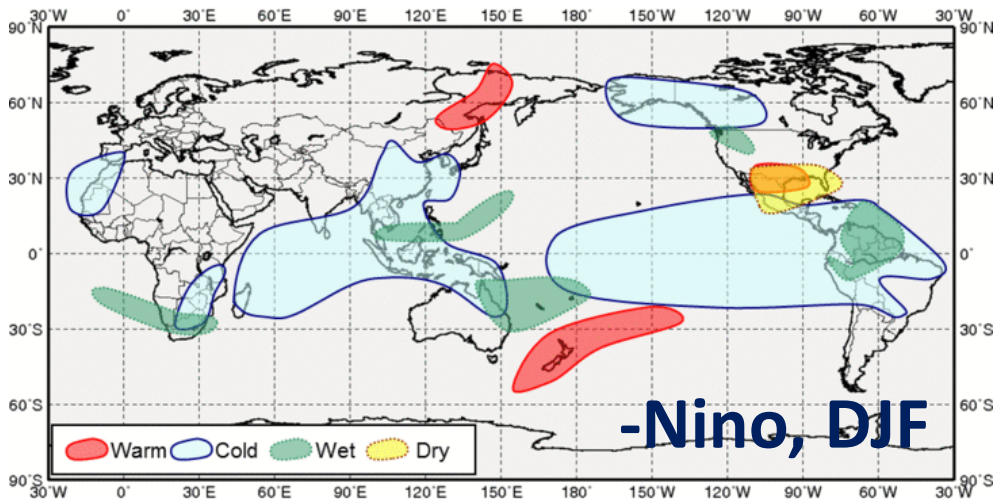 30˚W 0˚ 30˚E 60˚E 90˚E 120˚E 150˚E 180˚ 150˚W 120˚W 90˚W 60˚W 30˚W
90˚N 90˚N
60˚N 60˚N
30˚N 30˚N
0˚ 0˚
30˚S 30˚S
60˚S 60˚S
-Nino, DJF
Warm Cold Wet Dry
90˚S 90˚S
30˚W 0˚ 30˚E 60˚E 90˚E 120˚E 150˚E 180˚ 150˚W 120˚W 90˚W 60˚W 30˚W